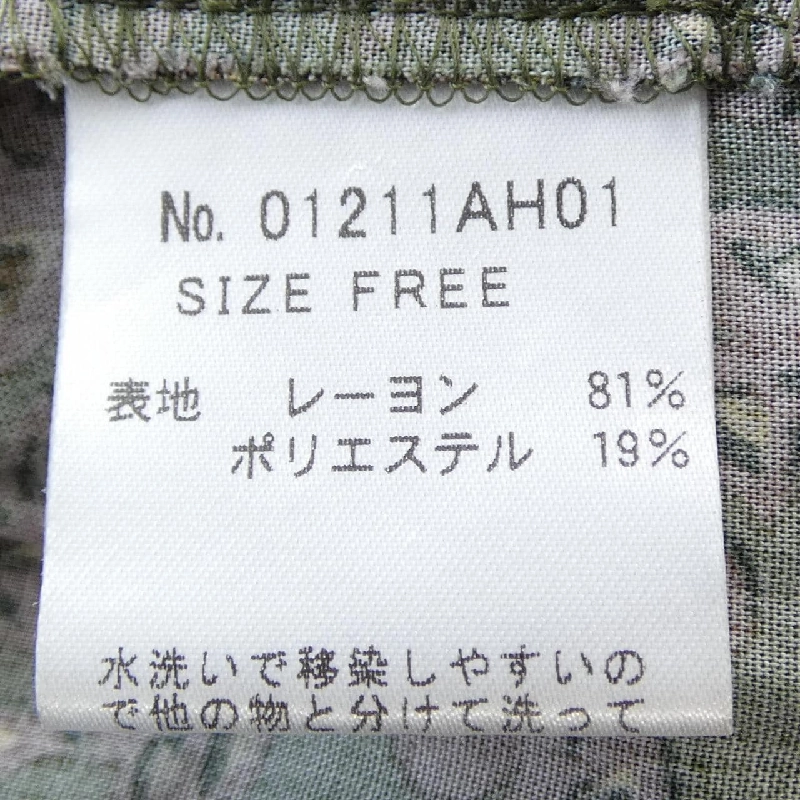 No. 01211AH01
SIZE FREE
表地 レーヨン 81%
ポリエステル 19%
水洗いで移染しやすいの
で他の物と分けて洗って